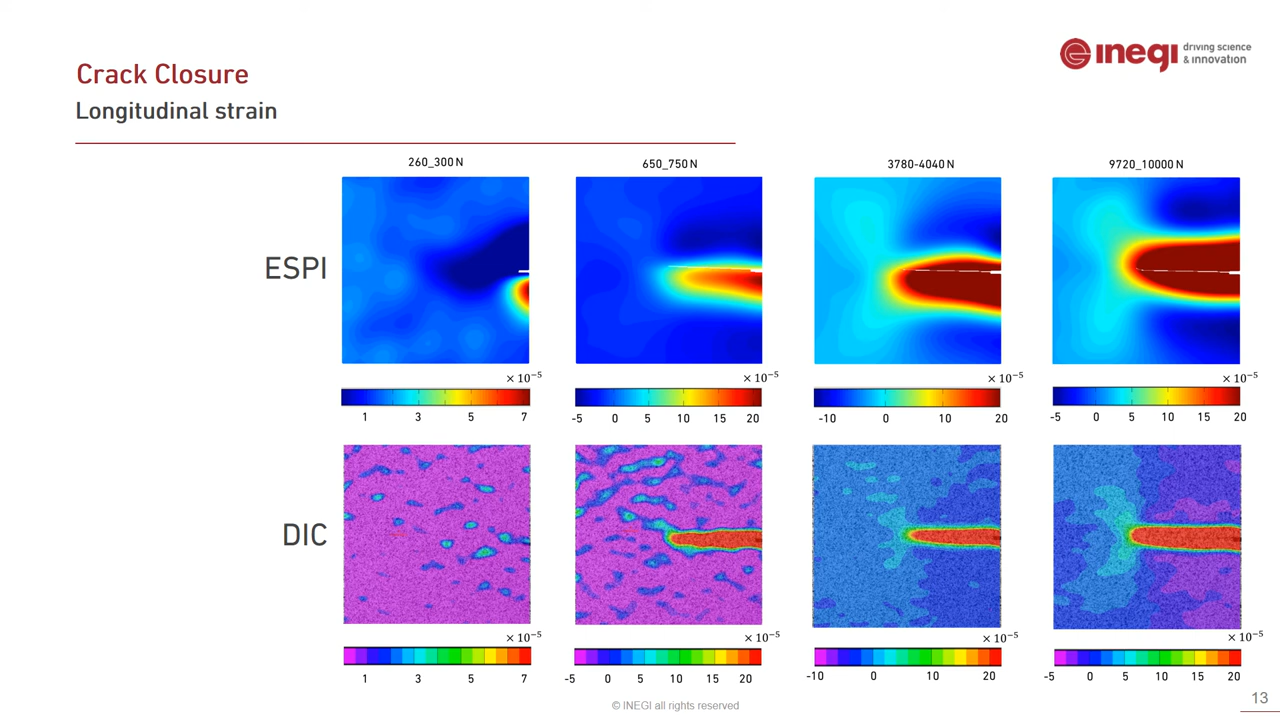 Crack Closure
Longitudinal strain
inegi driving science
& innovation
260_300 N 650_750 N 3780-4040 N 9720_10000 N
ESPI
× 10⁻⁵ × 10⁻⁵ × 10⁻⁵ × 10⁻⁵
1 3 5 7 -5 0 5 10 15 20 -10 0 10 20 -5 0 5 10 15 20
DIC
× 10⁻⁵ × 10⁻⁵ × 10⁻⁵ × 10⁻⁵
1 3 5 7 -5 0 5 10 15 20 -10 0 10 20 -5 0 5 10 15 20
© INEGI all rights reserved
13